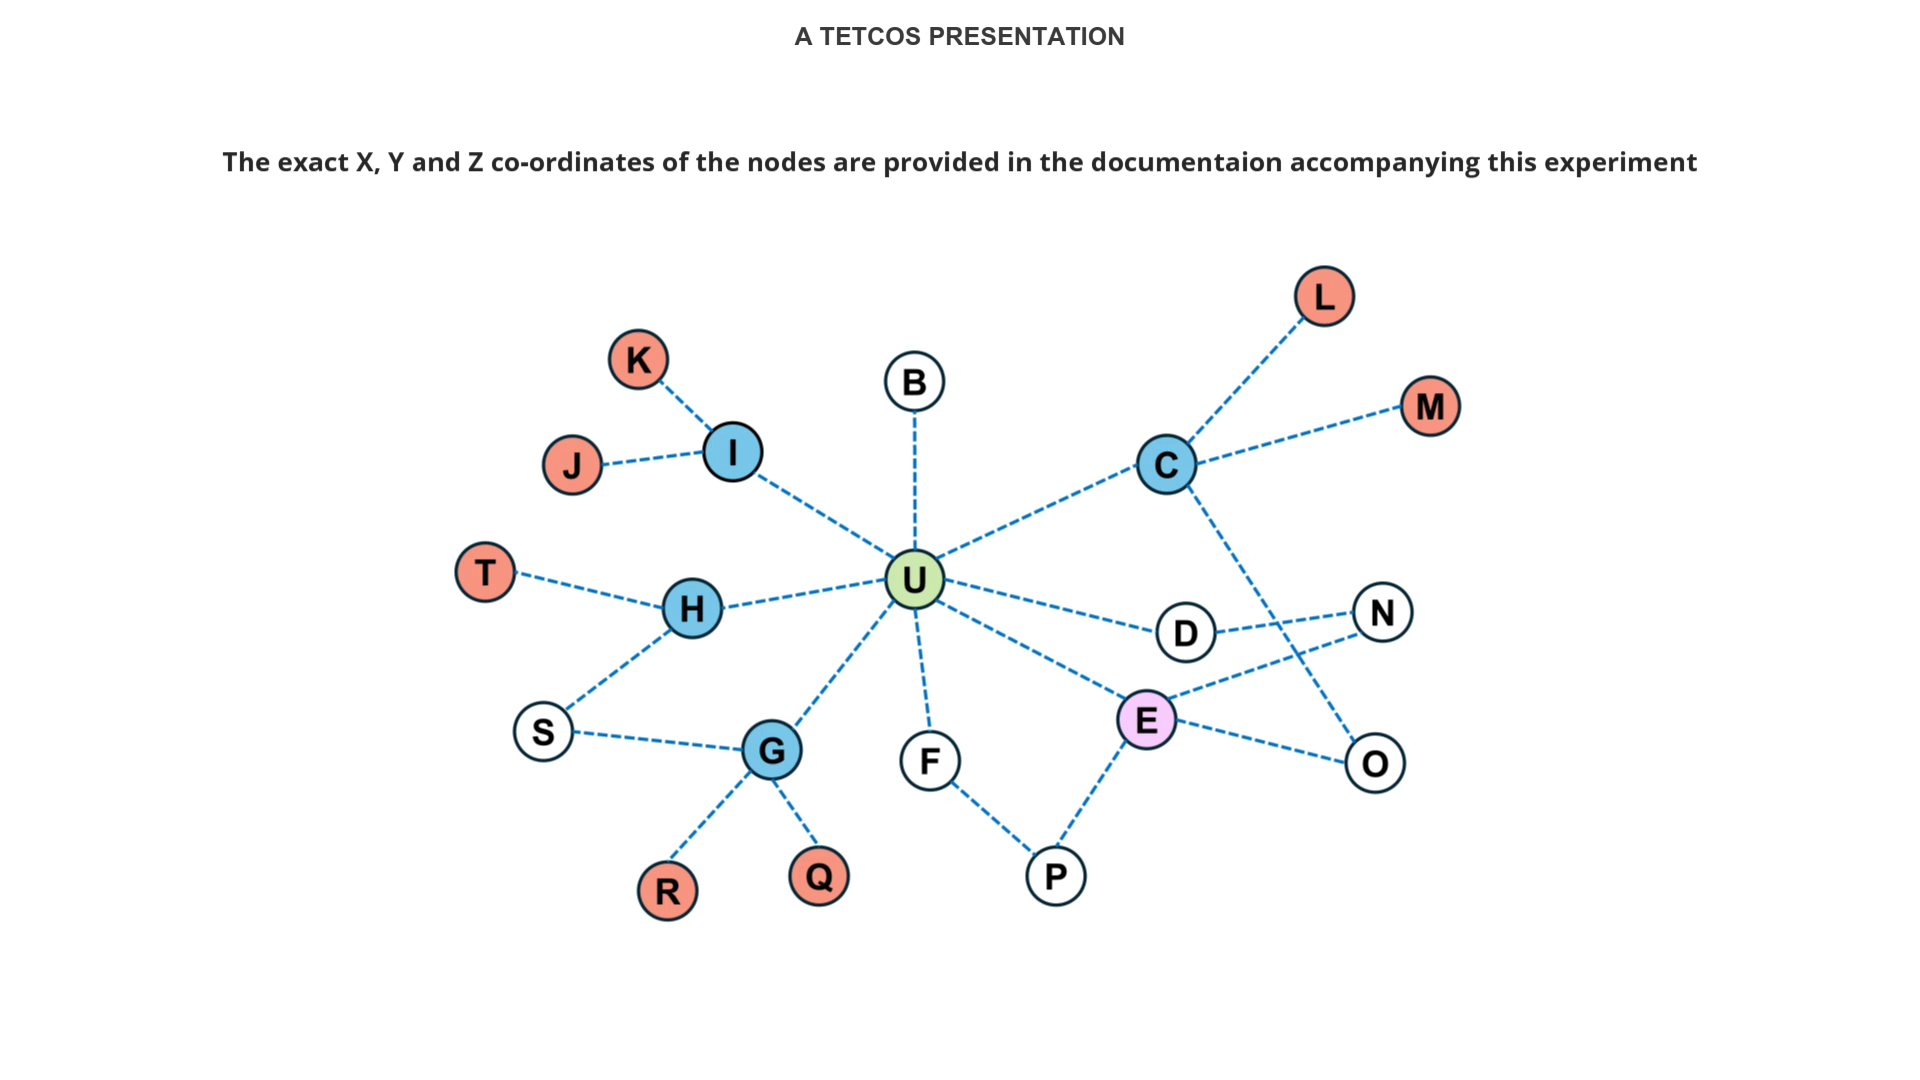 A TETCOS PRESENTATION
The exact X, Y and Z co-ordinates of the nodes are provided in the documentaion accompanying this experiment
L
K
B
M
I
J
C
T
U
H
N
D
S
E
G
F
O
R
Q
P